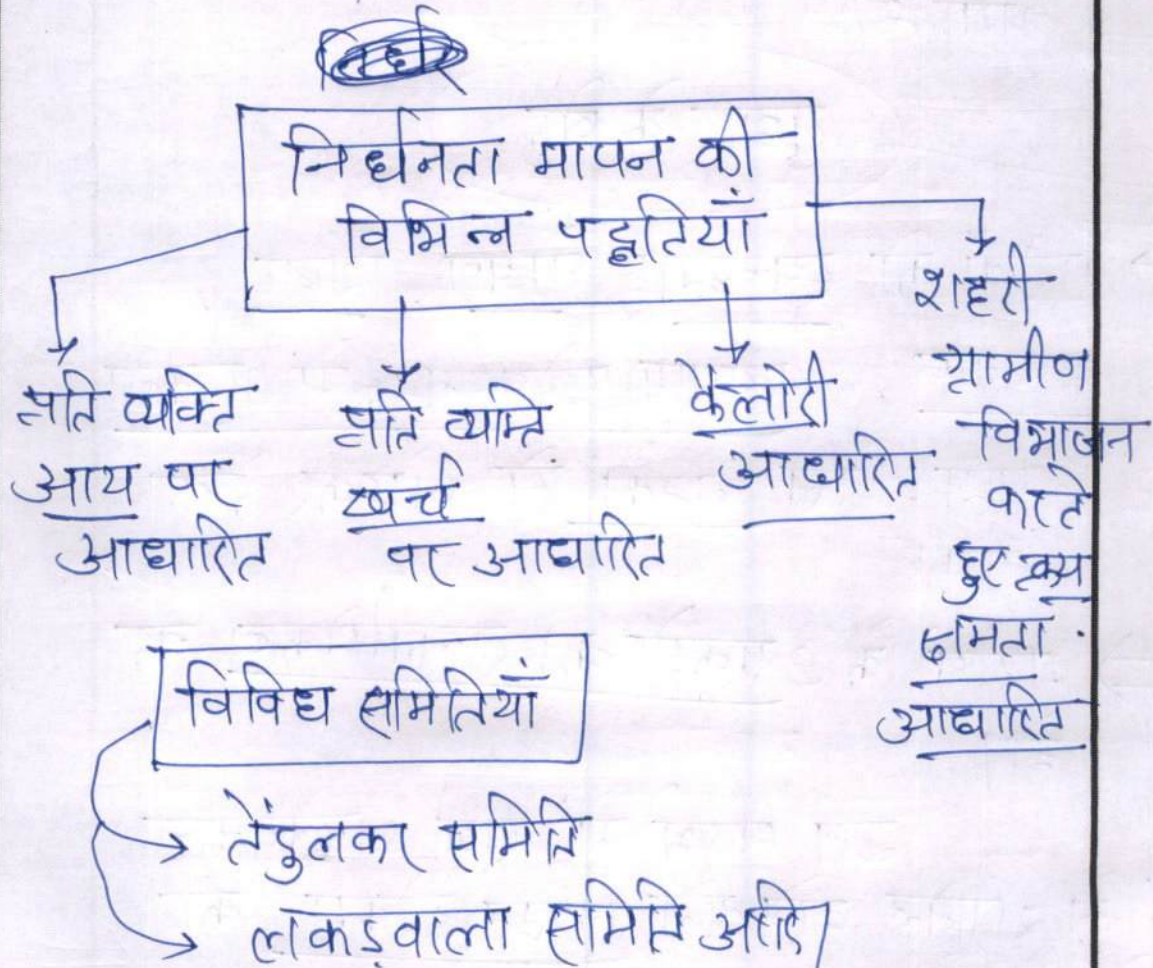 निर्धनता मापन की
विभिन्न पद्धतियाँ
प्रति व्यक्ति
आय पर
आधारित
प्रति व्यक्ति
खर्च
पर आधारित
कैलोरी
आधारित
शहरी
ग्रामीण
विभाजन
करते
हुए क्रय
क्षमता
आधारित
विविध समितियाँ
तेंदुलकर समिति
लकड़वाला समिति आदि।